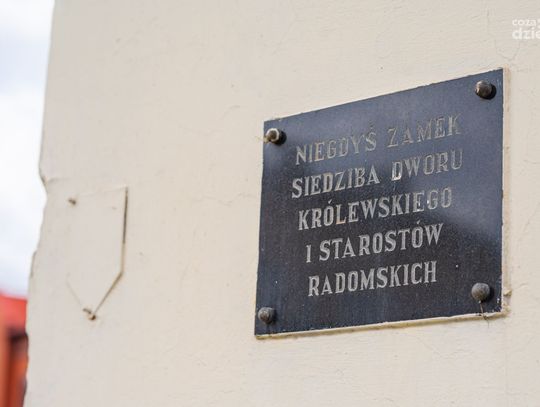 NIEGDYŚ ZAMEK
SIEDZIBA DWORU
KRÓLEWSKIEGO
I STAROSTÓW
RADOMSKICH